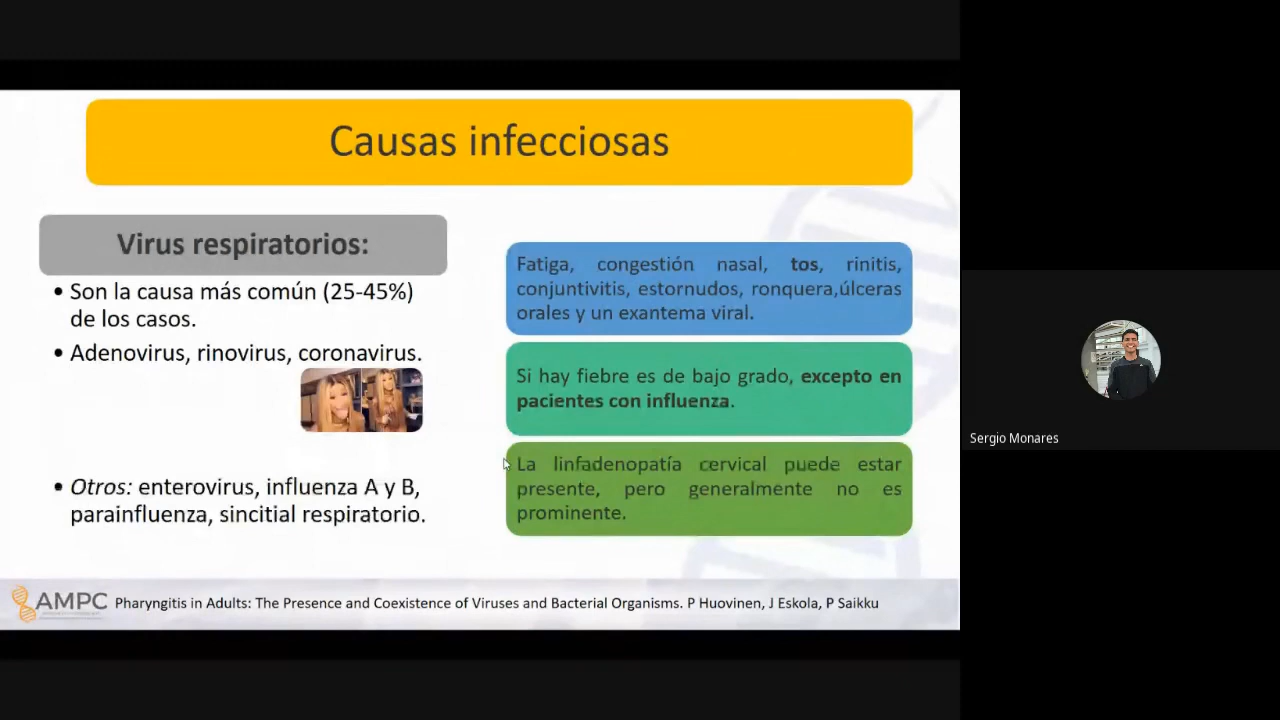 Causas infecciosas
Virus respiratorios:
• Son la causa más común (25-45%)
de los casos.
• Adenovirus, rinovirus, coronavirus.
• Otros: enterovirus, influenza A y B,
parainfluenza, sincitial respiratorio.
Fatiga, congestión nasal, tos, rinitis,
conjuntivitis, estornudos, ronquera,úlceras
orales y un exantema viral.
Si hay fiebre es de bajo grado, excepto en
pacientes con influenza.
La linfadenopatía cervical puede estar
presente, pero generalmente no es
prominente.
AMPC
Pharyngitis in Adults: The Presence and Coexistence of Viruses and Bacterial Organisms. P Huovinen, J Eskola, P Saikku
Sergio Monares